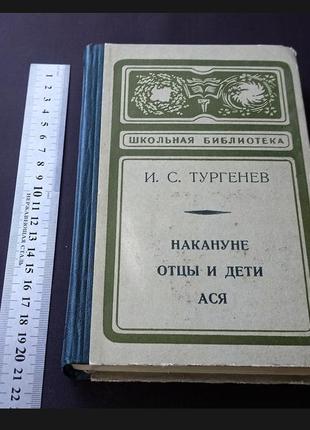 ШКОЛЬНАЯ БИБЛИОТЕКА
И. С. ТУРГЕНЕВ
НАКАНУНЕ
ОТЦЫ И ДЕТИ
АСЯ
1 2 3 4 5 6 7 8 9 10 11 12 13 14 15 16 17 18 19 20 21 22
НЕРЖАВЕЮЩАЯ СТАЛЬ